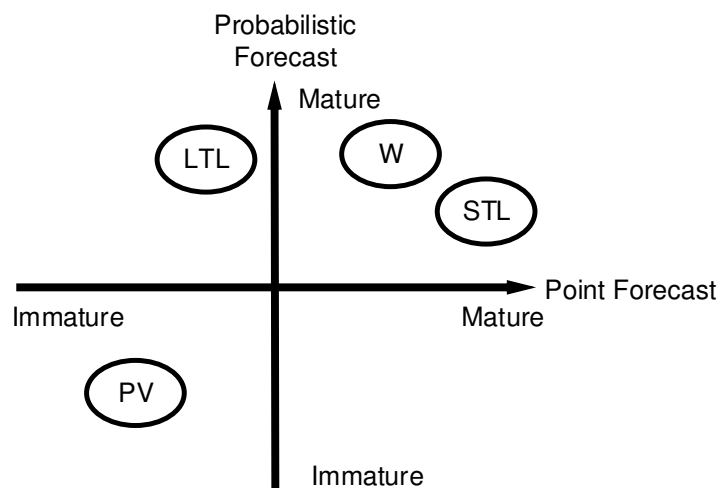 Probabilistic
Forecast
Mature
LTL
W
STL
Point Forecast
Immature
Mature
PV
Immature